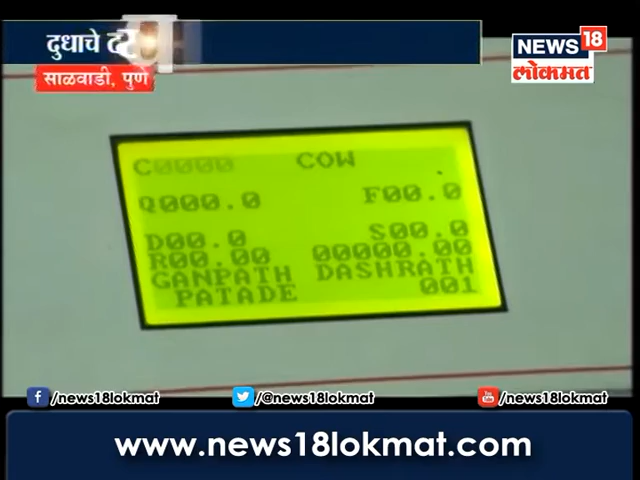 दुधाचे
NEWS 18
लोकमत
साळवाडी, पुणे
C0000 COW
Q000.0 F00.0
D00.0 S00.0
R00.00 00000.00
GANPATH DASHRATH
PATADE 001
/news18lokmat /@news18lokmat /news18lokmat
www.news18lokmat.com